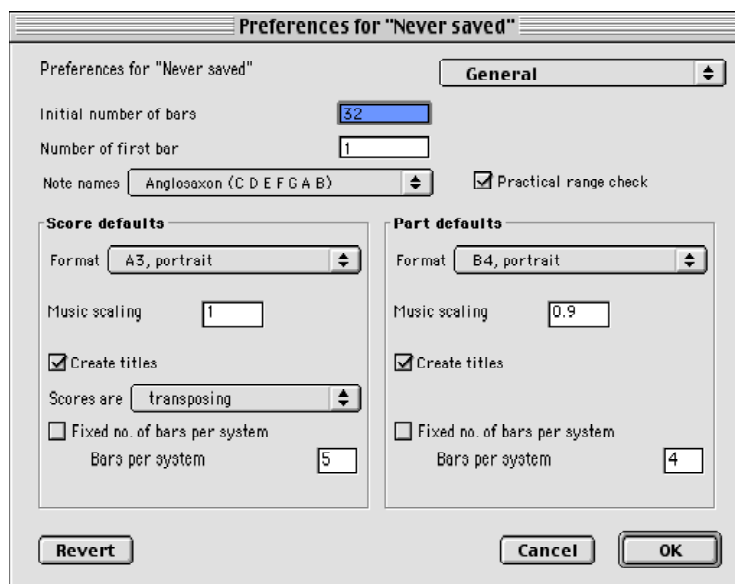 Preferences for "Never saved"
Preferences for "Never saved"
General
Initial number of bars 32
Number of first bar 1
Note names Anglosaxon (C D E F G A B)
Practical range check
Score defaults
Format A3, portrait
Music scaling 1
Create titles
Scores are transposing
Fixed no. of bars per system
Bars per system 5
Part defaults
Format B4, portrait
Music scaling 0.9
Create titles
Fixed no. of bars per system
Bars per system 4
Revert
Cancel
OK